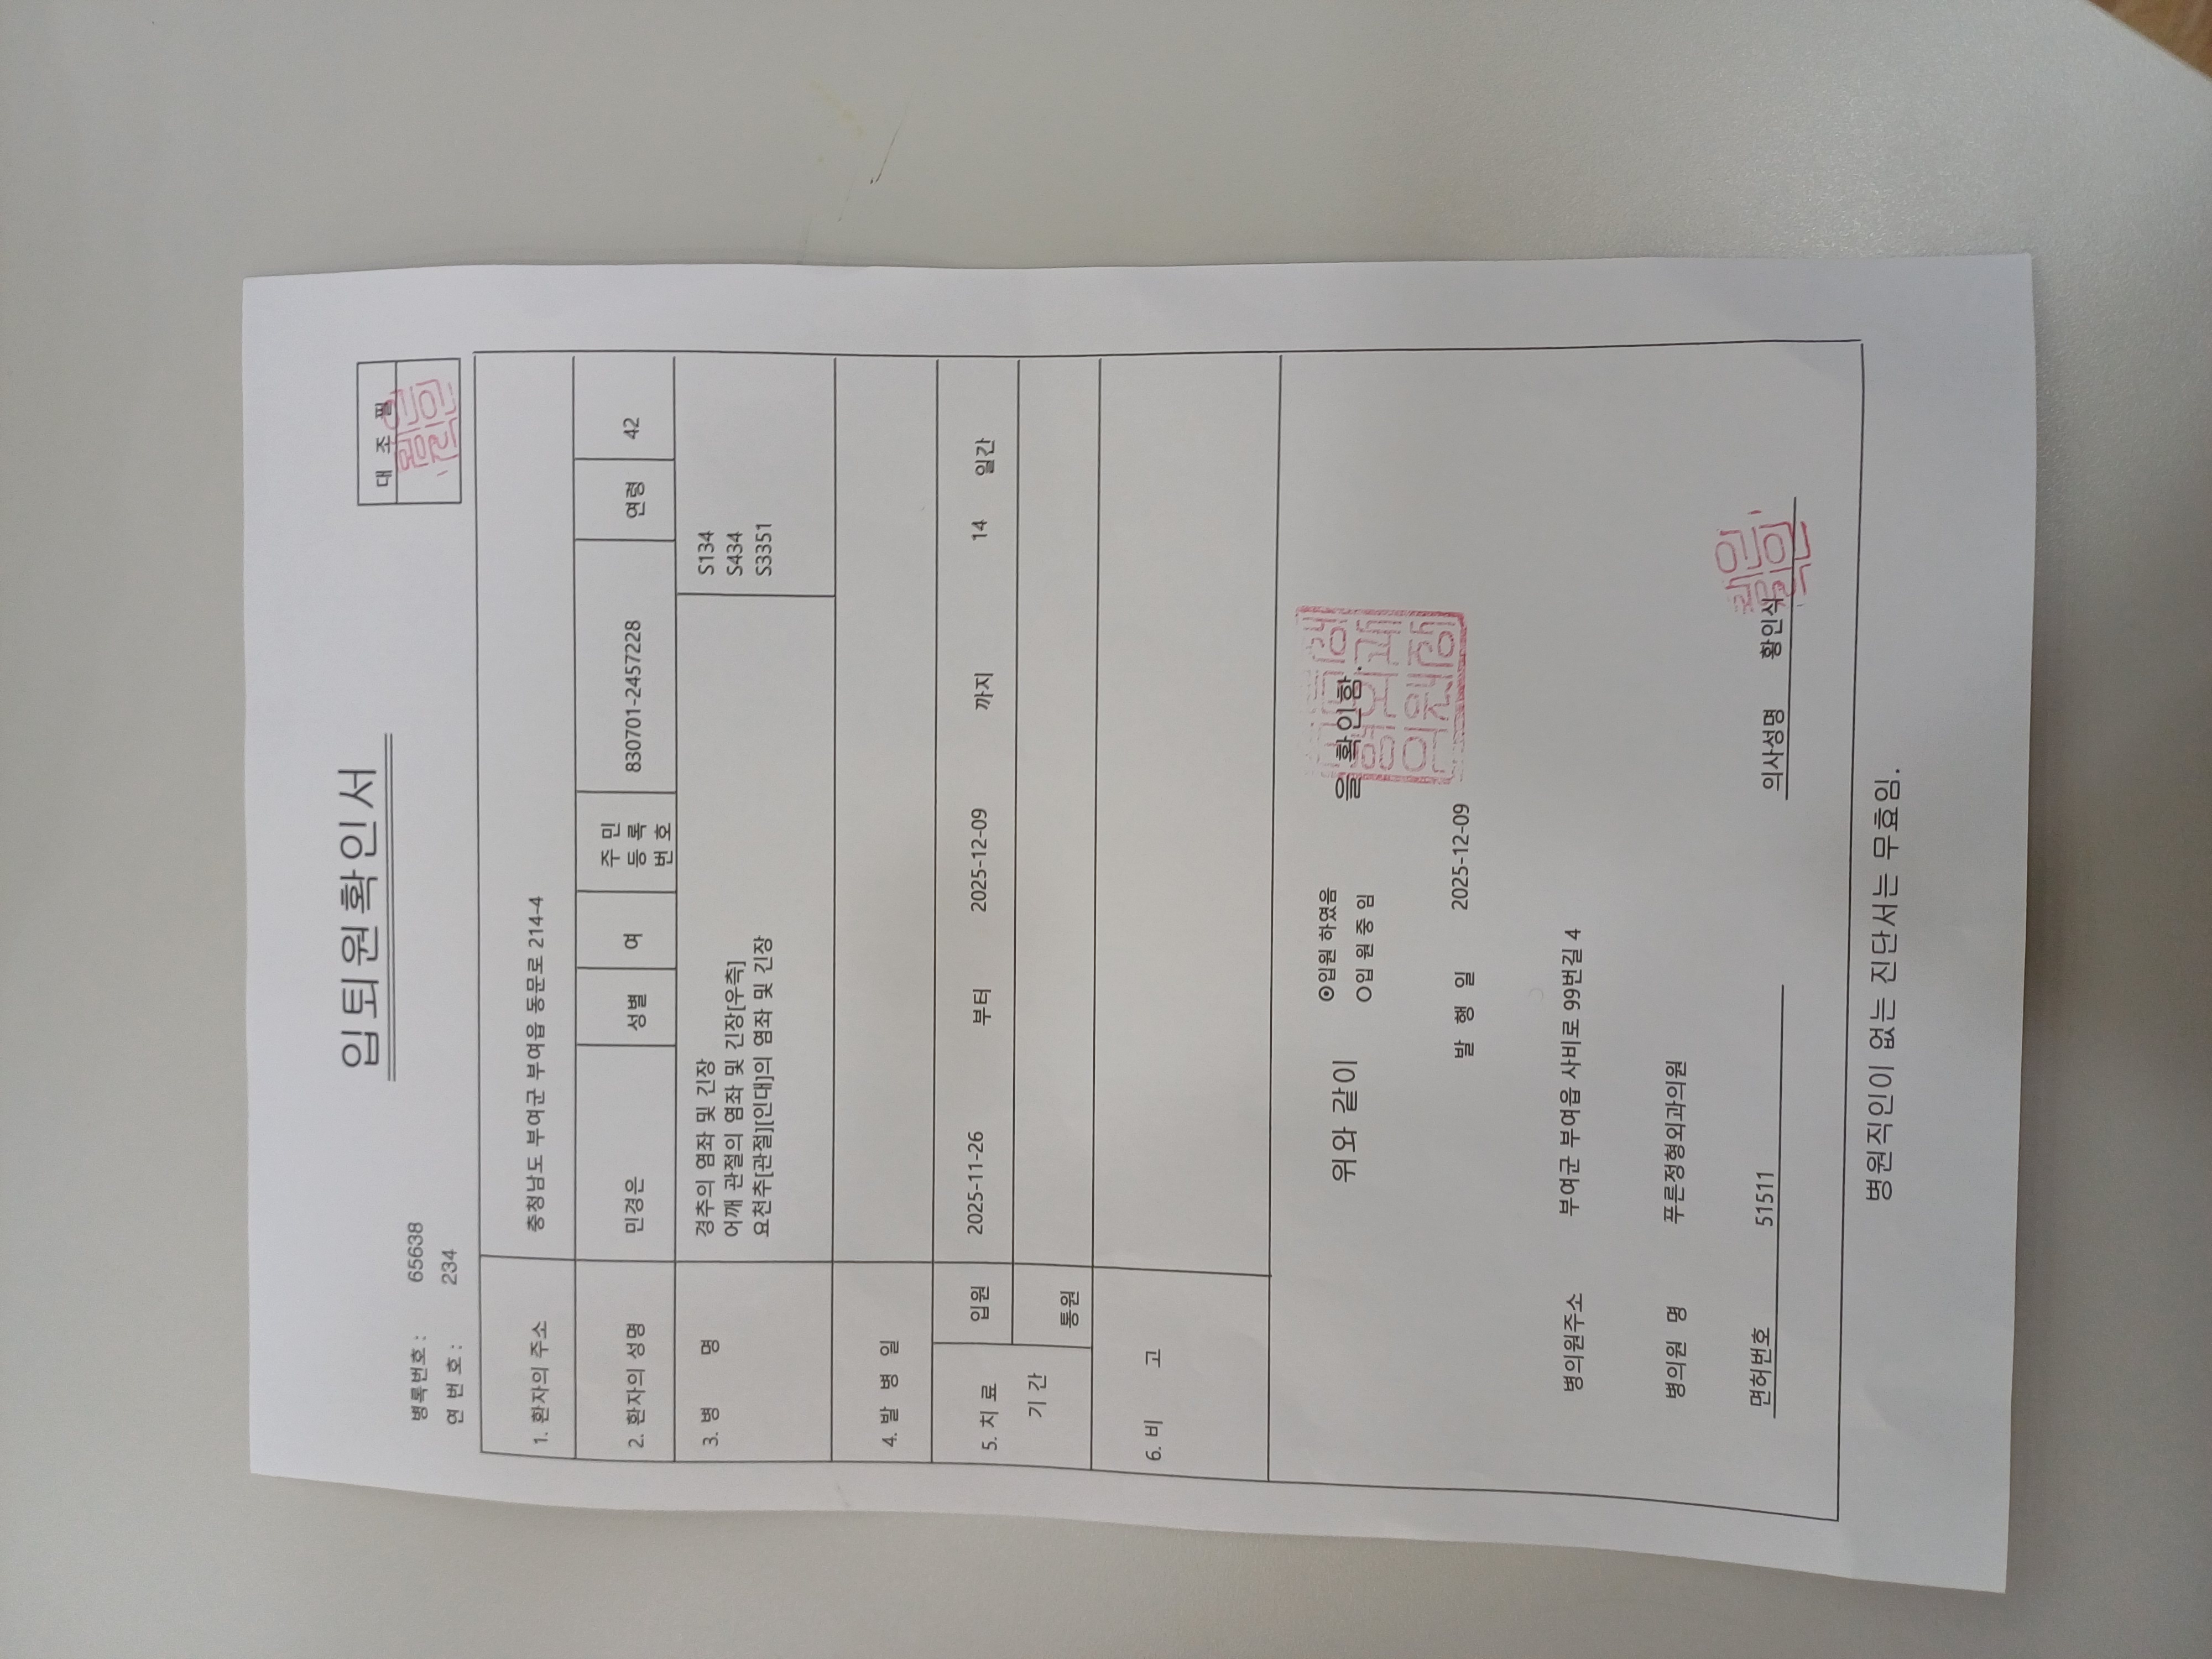 입퇴원확인서
대 조 필
병록번호 : 65638
연 번 호 : 234
1. 환자의 주소 충청남도 부여군 부여읍 동문로 214-4
2. 환자의 성명 민경은 성별 여 주민등록번호 830701-2457228 연령 42
3. 병 명
경추의 염좌 및 긴장 S134
어깨 관절의 염좌 및 긴장[우측] S434
요천추[관절][인대]의 염좌 및 긴장 S3351
4. 발 병 일
5. 치 료 기 간
입원 2025-11-26 부터 2025-12-09 까지 14 일간
통원
6. 비 고
위와 같이 ⊙입원 하였음 을 확인함.
○입 원 중 임
발 행 일 2025-12-09
병의원주소 부여군 부여읍 사비로 99번길 4
병의원 명 푸른정형외과의원
면허번호 51511 의사성명 황인식
병원직인이 없는 진단서는 무효임.